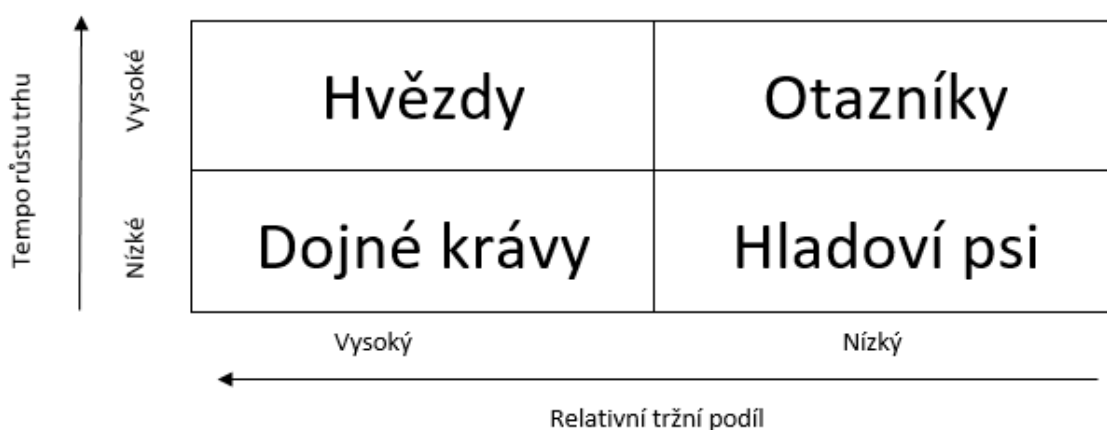 Tempo růstu trhu
Vysoké
Hvězdy
Otazníky
Nízké
Dojné krávy
Hladoví psi
Vysoký
Nízký
Relativní tržní podíl